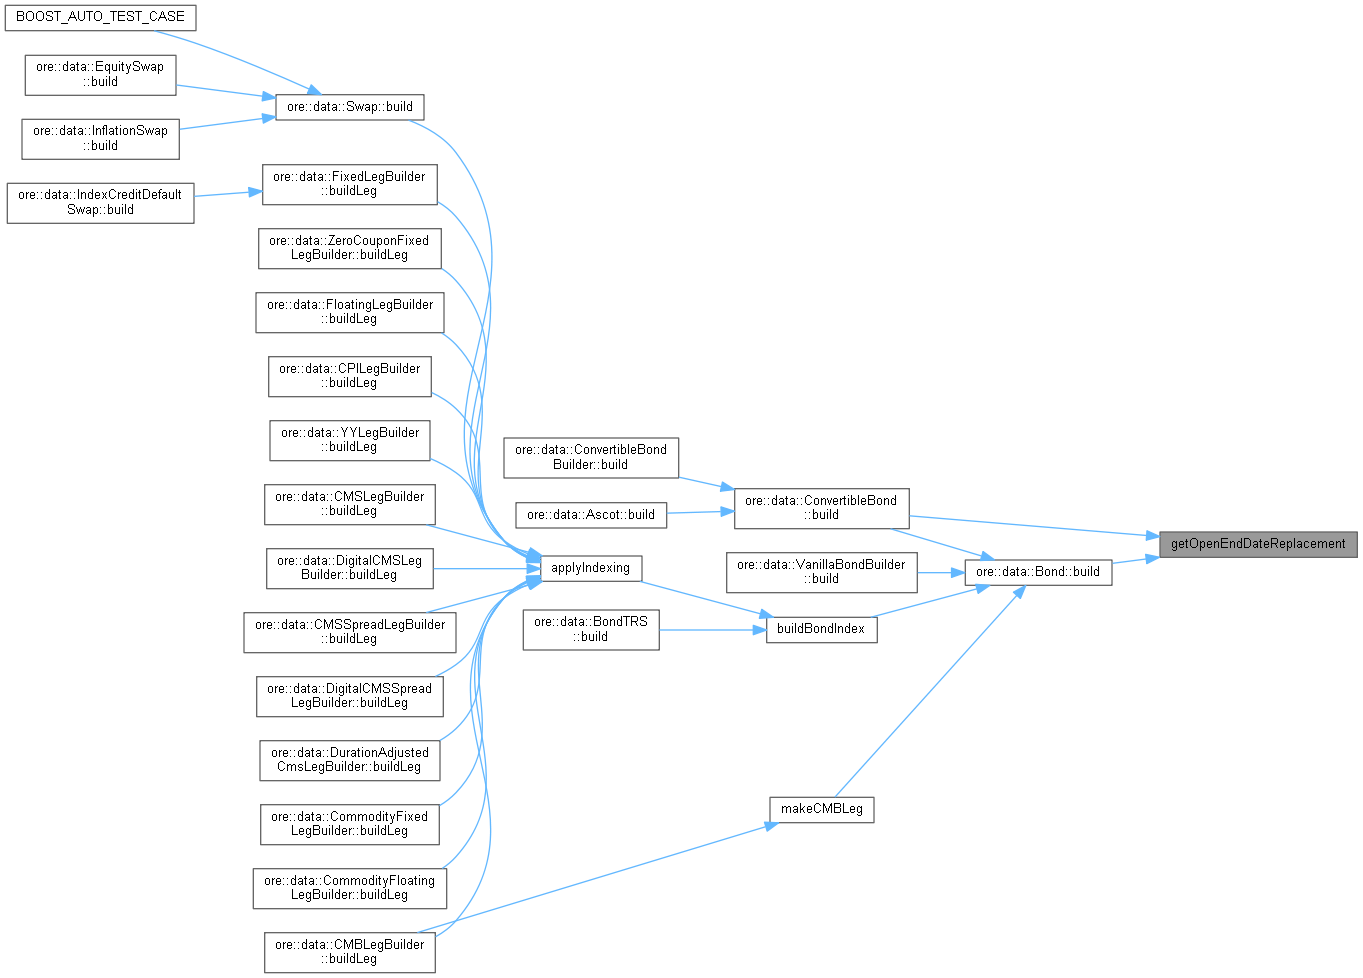 BOOST_AUTO_TEST_CASE
ore::data::EquitySwap
::build
ore::data::Swap::build
ore::data::InflationSwap
::build
ore::data::FixedLegBuilder
::buildLeg
ore::data::IndexCreditDefault
Swap::build
ore::data::ZeroCouponFixed
LegBuilder::buildLeg
ore::data::FloatingLegBuilder
::buildLeg
ore::data::CPILegBuilder
::buildLeg
ore::data::YYLegBuilder
::buildLeg
ore::data::ConvertibleBond
Builder::build
ore::data::CMSLegBuilder
::buildLeg
ore::data::Ascot::build
ore::data::ConvertibleBond
::build
getOpenEndDateReplacement
ore::data::DigitalCMSLeg
Builder::buildLeg
applyIndexing
ore::data::VanillaBondBuilder
::build
ore::data::Bond::build
ore::data::CMSSpreadLegBuilder
::buildLeg
ore::data::BondTRS
::build
buildBondIndex
ore::data::DigitalCMSSpread
LegBuilder::buildLeg
ore::data::DurationAdjusted
CmsLegBuilder::buildLeg
ore::data::CommodityFixed
LegBuilder::buildLeg
makeCMBLeg
ore::data::CommodityFloating
LegBuilder::buildLeg
ore::data::CMBLegBuilder
::buildLeg